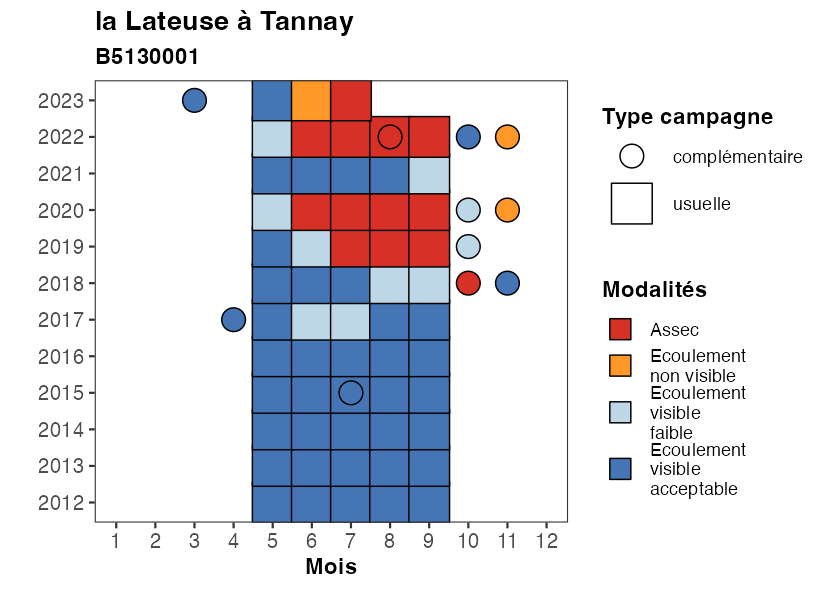 la Lateuse à Tannay
B5130001
2023
2022
2021
2020
2019
2018
2017
2016
2015
2014
2013
2012
1 2 3 4 5 6 7 8 9 10 11 12
Mois
Type campagne
complémentaire
usuelle
Modalités
Assec
Ecoulement
non visible
Ecoulement
visible
faible
Ecoulement
visible
acceptable